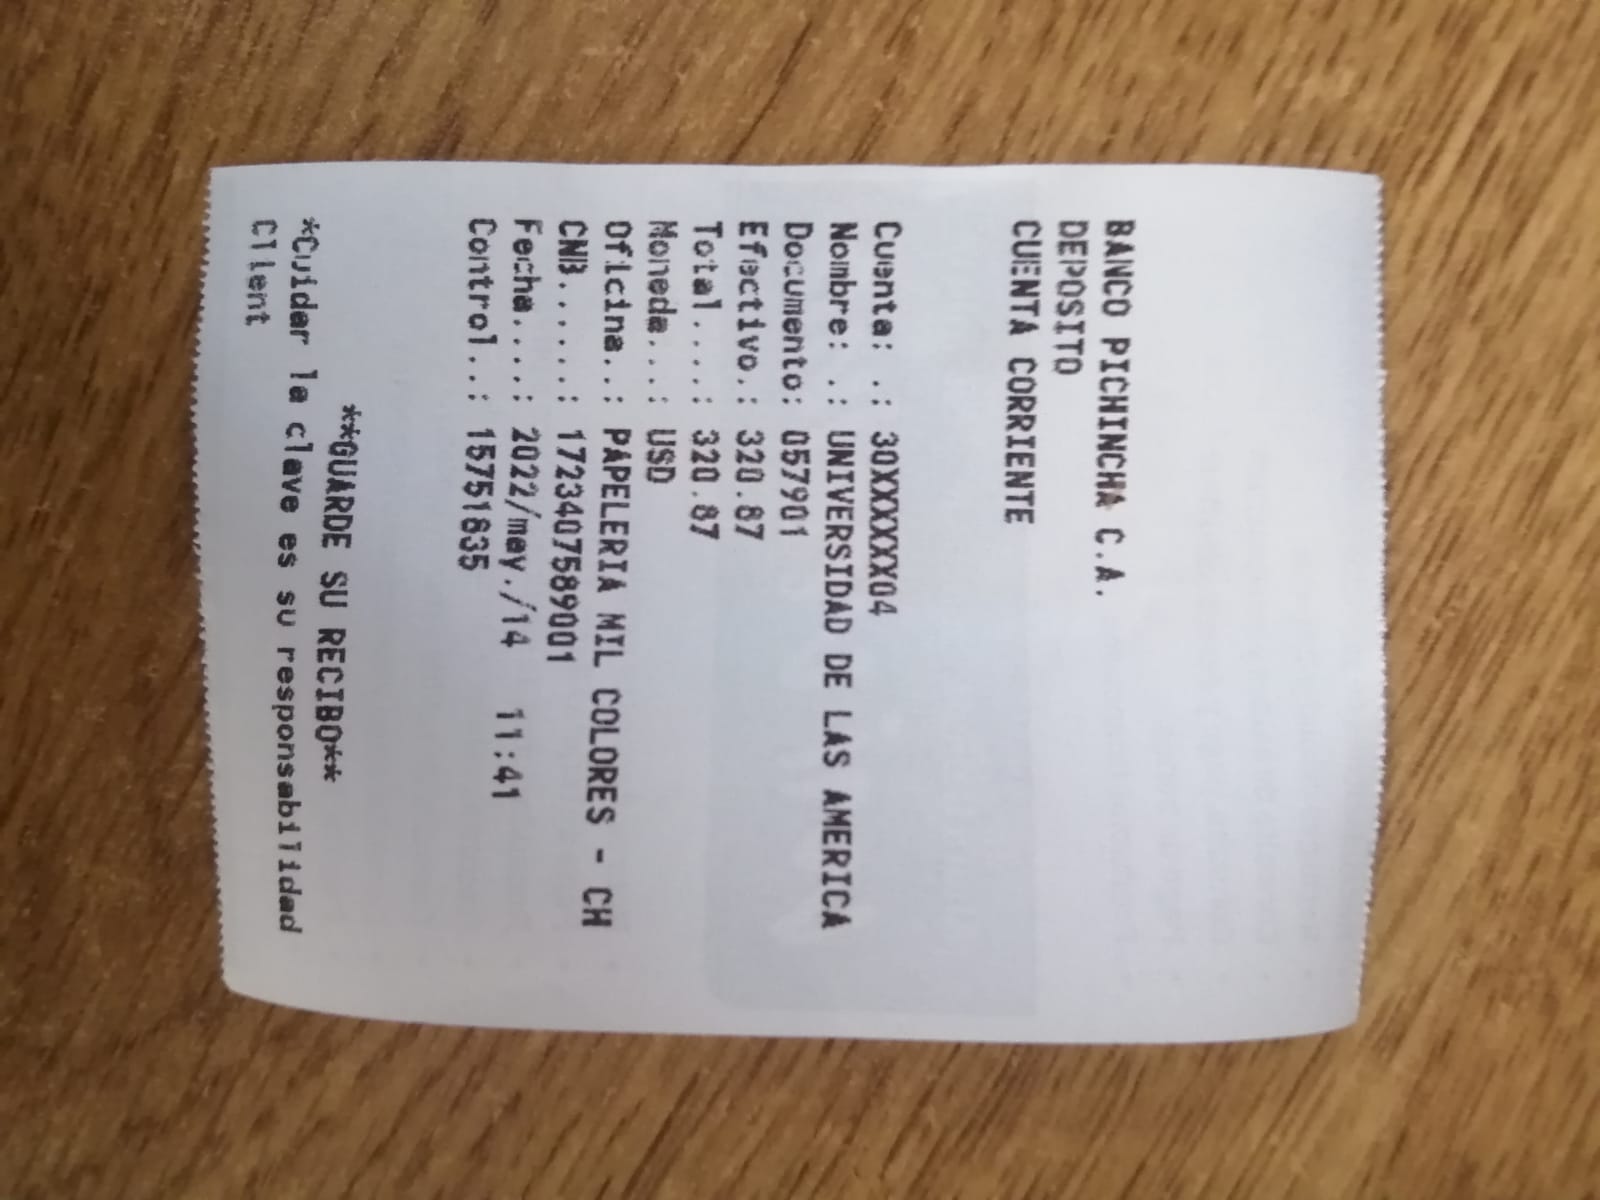 BANCO PICHINCHA C.A.
DEPOSITO
CUENTA CORRIENTE
Cuenta: .: 30XXXXXX04
Nombre: .: UNIVERSIDAD DE LAS AMERICA
Documento: 057901
Efectivo.: 320.87
Total....: 320.87
Moneda...: USD
Oficina..: PAPELERIA MIL COLORES - CH
CNB......: 1723407589001
Fecha....: 2022/may./14 11:41
Control..: 15751635
**GUARDE SU RECIBO**
*Cuidar la clave es su responsabilidad
Client